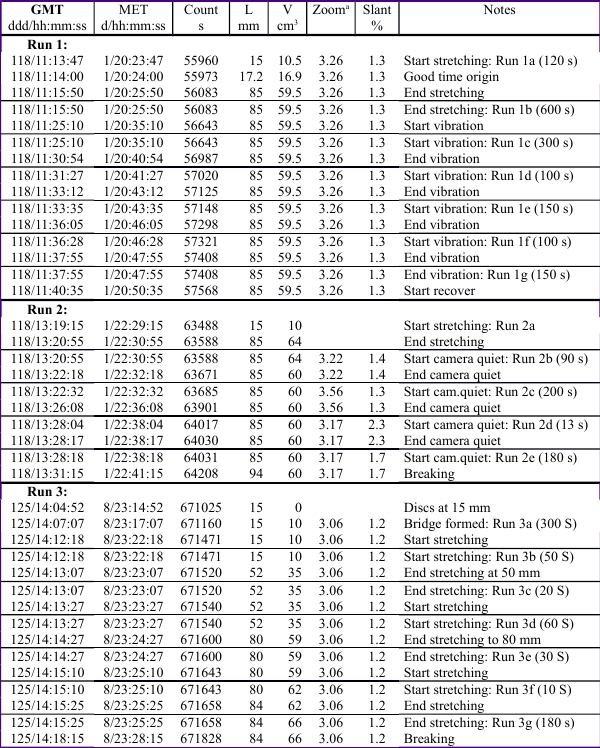 GMT MET Count L V Zoomª Slant Notes
ddd/hh:mm:ss d/hh:mm:ss s mm cm³ %
Run 1:
118/11:13:47 1/20:23:47 55960 15 10.5 3.26 1.3 Start stretching: Run 1a (120 s)
118/11:14:00 1/20:24:00 55973 17.2 16.9 3.26 1.3 Good time origin
118/11:15:50 1/20:25:50 56083 85 59.5 3.26 1.3 End stretching
118/11:15:50 1/20:25:50 56083 85 59.5 3.26 1.3 End stretching: Run 1b (600 s)
118/11:25:10 1/20:35:10 56643 85 59.5 3.26 1.3 Start vibration
118/11:25:10 1/20:35:10 56643 85 59.5 3.26 1.3 Start vibration: Run 1c (300 s)
118/11:30:54 1/20:40:54 56987 85 59.5 3.26 1.3 End vibration
118/11:31:27 1/20:41:27 57020 85 59.5 3.26 1.3 Start vibration: Run 1d (100 s)
118/11:33:12 1/20:43:12 57125 85 59.5 3.26 1.3 End vibration
118/11:33:35 1/20:43:35 57148 85 59.5 3.26 1.3 Start vibration: Run 1e (150 s)
118/11:36:05 1/20:46:05 57298 85 59.5 3.26 1.3 End vibration
118/11:36:28 1/20:46:28 57321 85 59.5 3.26 1.3 Start vibration: Run 1f (100 s)
118/11:37:55 1/20:47:55 57408 85 59.5 3.26 1.3 End vibration
118/11:37:55 1/20:47:55 57408 85 59.5 3.26 1.3 End vibration: Run 1g (150 s)
118/11:40:35 1/20:50:35 57568 85 59.5 3.26 1.3 Start recover
Run 2:
118/13:19:15 1/22:29:15 63488 15 10 Start stretching: Run 2a
118/13:20:55 1/22:30:55 63588 85 64 End stretching
118/13:20:55 1/22:30:55 63588 85 64 3.22 1.4 Start camera quiet: Run 2b (90 s)
118/13:22:18 1/22:32:18 63671 85 60 3.22 1.4 End camera quiet
118/13:22:32 1/22:32:32 63685 85 60 3.56 1.3 Start cam.quiet: Run 2c (200 s)
118/13:26:08 1/22:36:08 63901 85 60 3.56 1.3 End camera quiet
118/13:28:04 1/22:38:04 64017 85 60 3.17 2.3 Start camera quiet: Run 2d (13 s)
118/13:28:17 1/22:38:17 64030 85 60 3.17 2.3 End camera quiet
118/13:28:18 1/22:38:18 64031 85 60 3.17 1.7 Start cam.quiet: Run 2e (180 s)
118/13:31:15 1/22:41:15 64208 94 60 3.17 1.7 Breaking
Run 3:
125/14:04:52 8/23:14:52 671025 15 0 Discs at 15 mm
125/14:07:07 8/23:17:07 671160 15 10 3.06 1.2 Bridge formed: Run 3a (300 S)
125/14:12:18 8/23:22:18 671471 15 10 3.06 1.2 Start stretching
125/14:12:18 8/23:22:18 671471 15 10 3.06 1.2 Start stretching: Run 3b (50 S)
125/14:13:07 8/23:23:07 671520 52 35 3.06 1.2 End stretching at 50 mm
125/14:13:07 8/23:23:07 671520 52 35 3.06 1.2 End stretching: Run 3c (20 S)
125/14:13:27 8/23:23:27 671540 52 35 3.06 1.2 Start stretching
125/14:13:27 8/23:23:27 671540 52 35 3.06 1.2 Start stretching: Run 3d (60 S)
125/14:14:27 8/23:24:27 671600 80 59 3.06 1.2 End stretching to 80 mm
125/14:14:27 8/23:24:27 671600 80 59 3.06 1.2 End stretching: Run 3e (30 S)
125/14:15:10 8/23:25:10 671643 80 59 3.06 1.2 Start stretching
125/14:15:10 8/23:25:10 671643 80 62 3.06 1.2 Start stretching: Run 3f (10 S)
125/14:15:25 8/23:25:25 671658 84 62 3.06 1.2 End stretching
125/14:15:25 8/23:25:25 671658 84 66 3.06 1.2 End stretching: Run 3g (180 s)
125/14:18:15 8/23:28:15 671828 84 66 3.06 1.2 Breaking